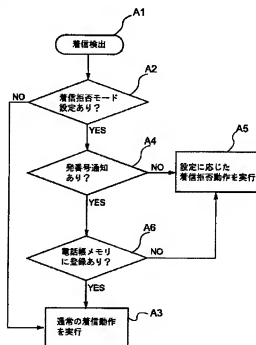 A1
着信検出
A2
着信拒否モード
設定あり?
NO
YES
A4
発番号通知
あり?
NO
YES
A5
設定に応じた
着信拒否動作を実行
A6
電話帳メモリ
に登録あり?
NO
YES
A3
通常の着信動作
を実行